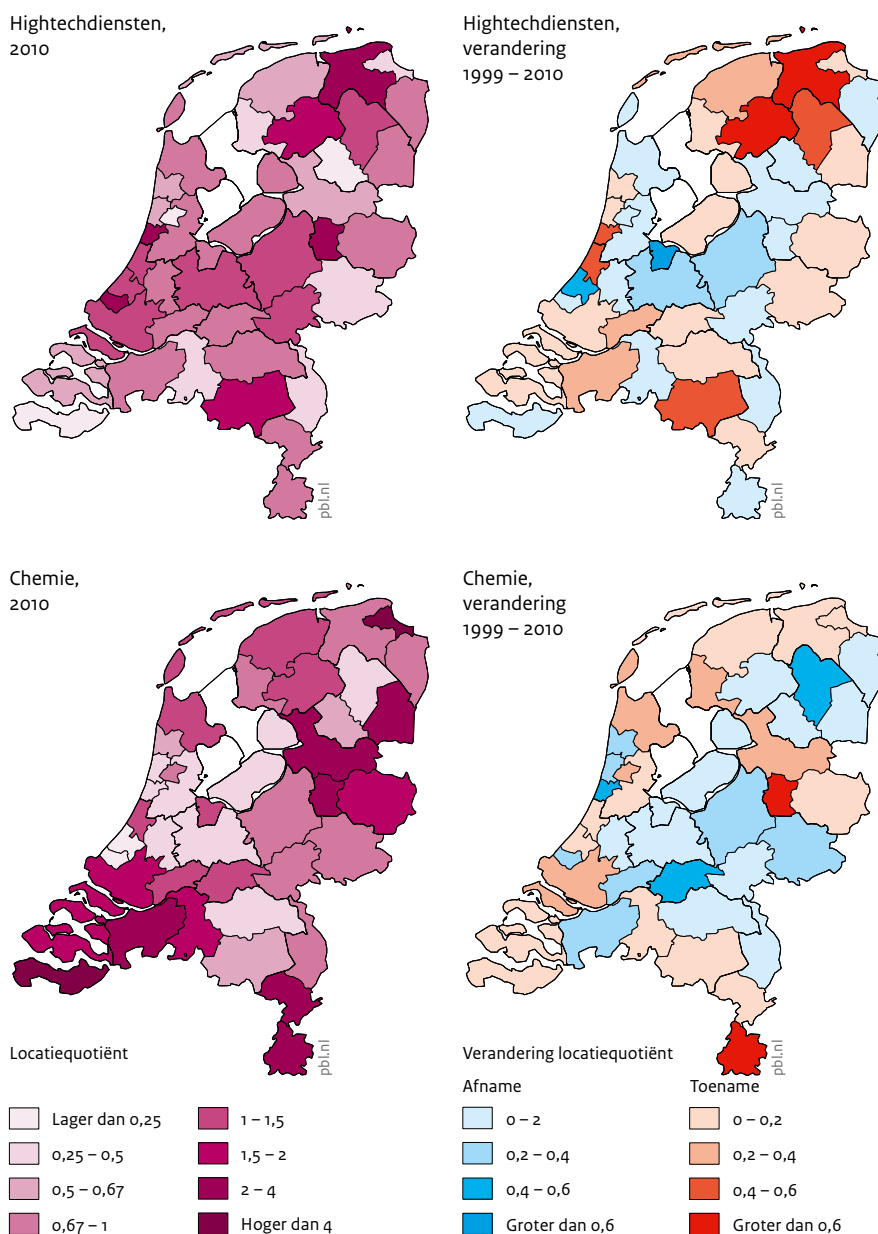 Hightechdiensten,
2010
Hightechdiensten,
verandering
1999 – 2010
pbl.nl
pbl.nl
Chemie,
2010
Chemie,
verandering
1999 – 2010
pbl.nl
pbl.nl
Locatiequotiënt
Lager dan 0,25
0,25 – 0,5
0,5 – 0,67
0,67 – 1
1 – 1,5
1,5 – 2
2 – 4
Hoger dan 4
Verandering locatiequotiënt
Afname
0 – 2
0,2 – 0,4
0,4 – 0,6
Groter dan 0,6
Toename
0 – 0,2
0,2 – 0,4
0,4 – 0,6
Groter dan 0,6